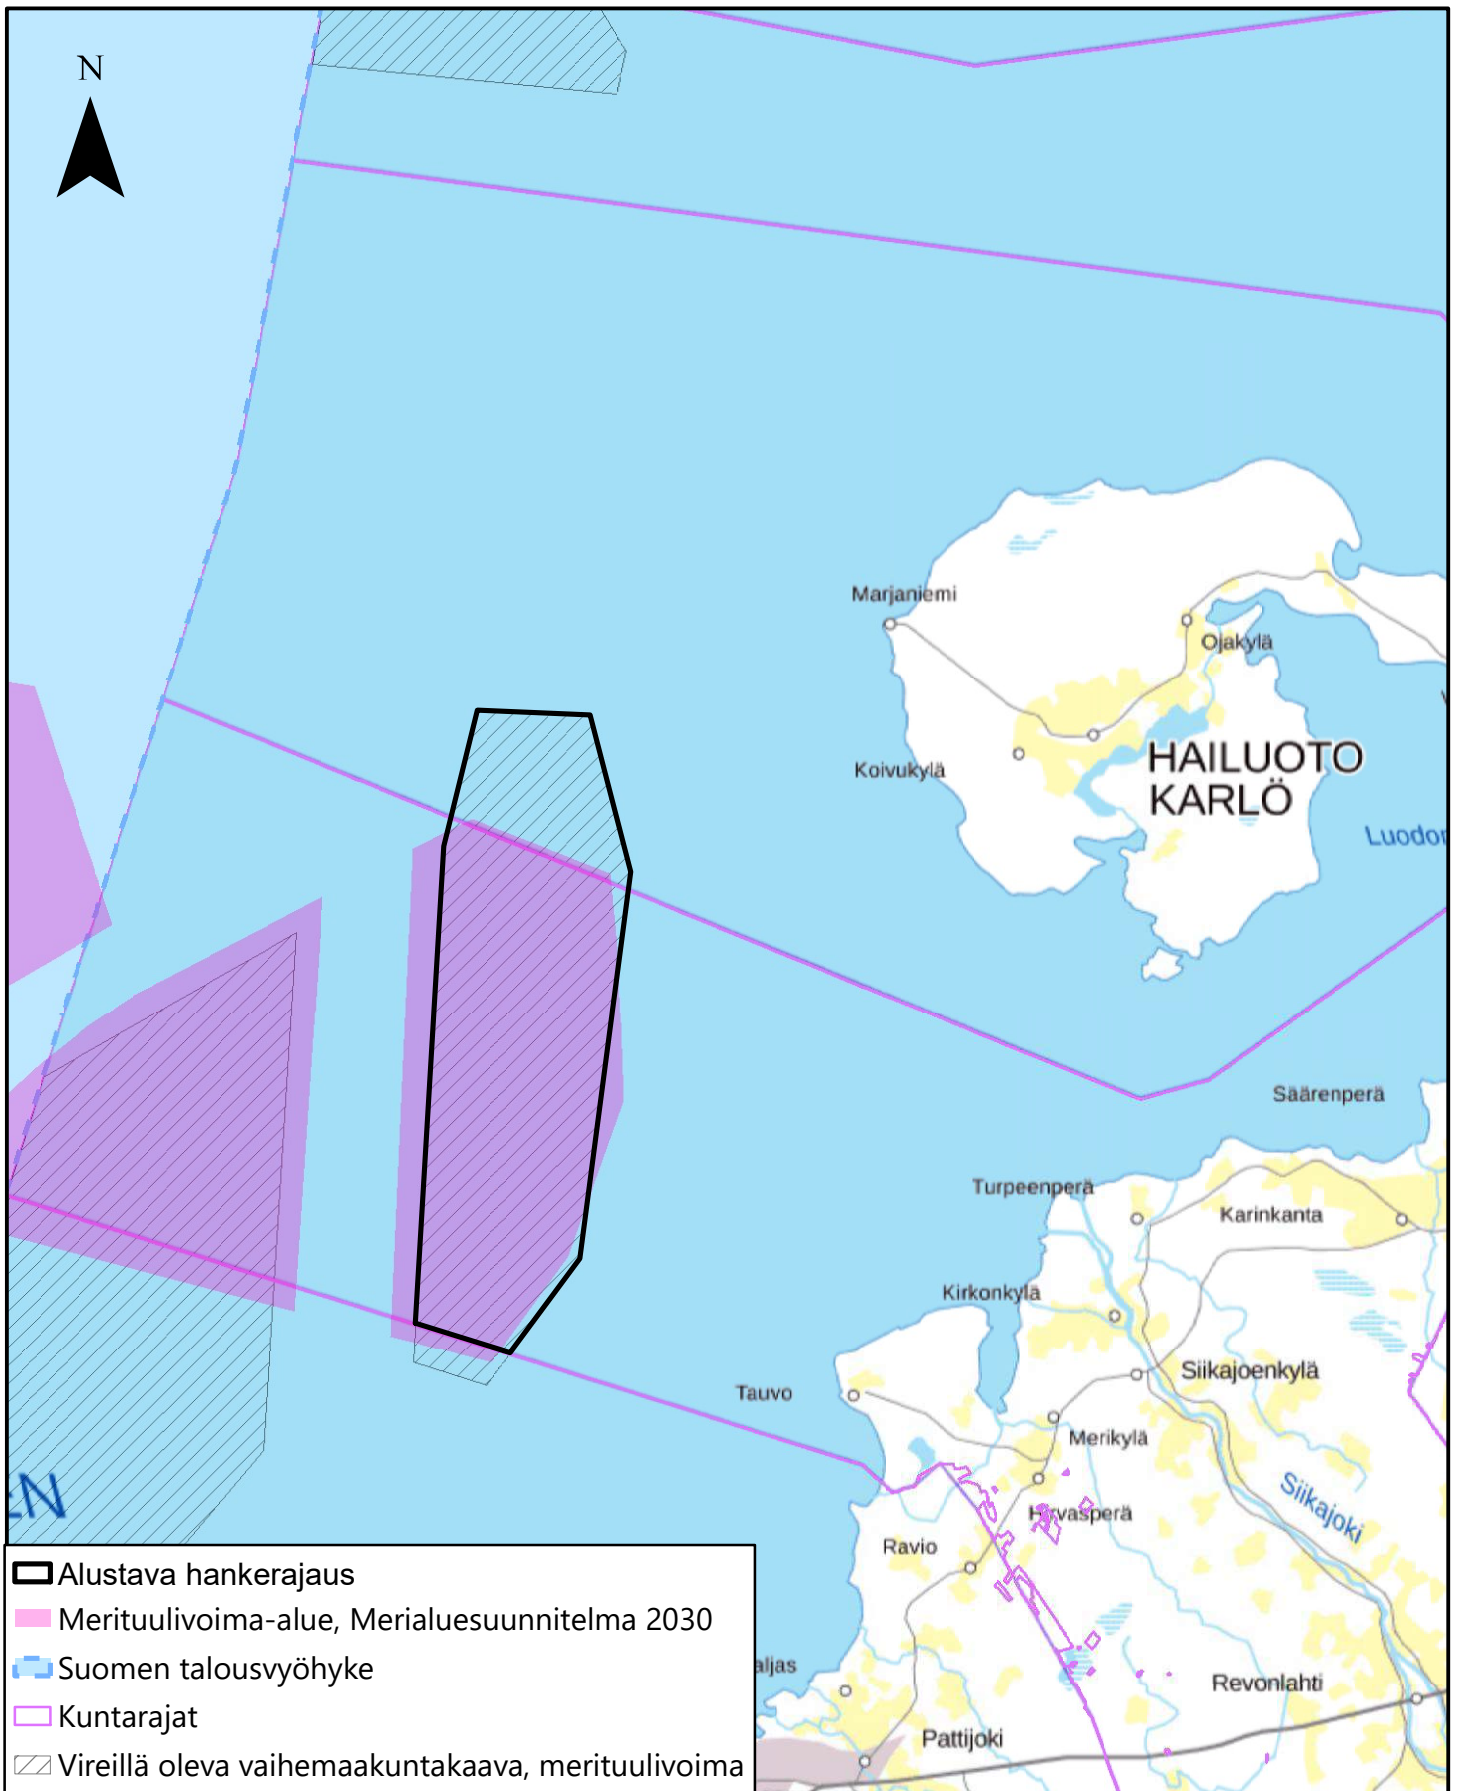 N
Marjaniemi
Ojakylä
Koivukylä
HAILUOTO
KARLÖ
Säärenperä
Turpeenperä
Karinkanta
Kirkonkylä
Siikajoenkylä
Tauvo
Merikylä
Siikajoki
Hirvasperä
Ravio
Revonlahti
Pattijoki
Alustava hankerajaus
Merituulivoima-alue, Merialuesuunnitelma 2030
Suomen talousvyöhyke
Kuntarajat
Vireillä oleva vaihemaakuntakaava, merituulivoima